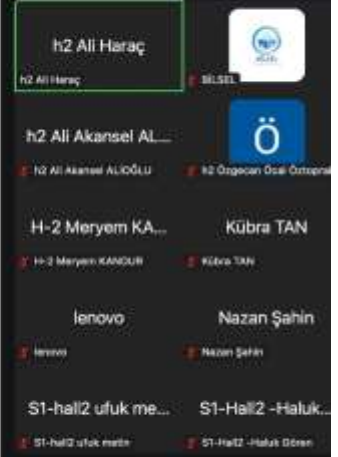 h2 Ali Haraç
h2 Ali Haraç
BİLSEL
h2 Ali Akansel AL...
Ö
h2 Ali Akansel ALİOĞLU
h2 Özgecan Öcal Öztoprak
H-2 Meryem KA...
Kübra TAN
H-2 Meryem KANDUR
Kübra TAN
lenovo
Nazan Şahin
lenovo
Nazan Şahin
S1-hall2 ufuk me...
S1-Hall2 -Haluk...
S1-hall2 ufuk metin
S1-Hall2 -Haluk Gören